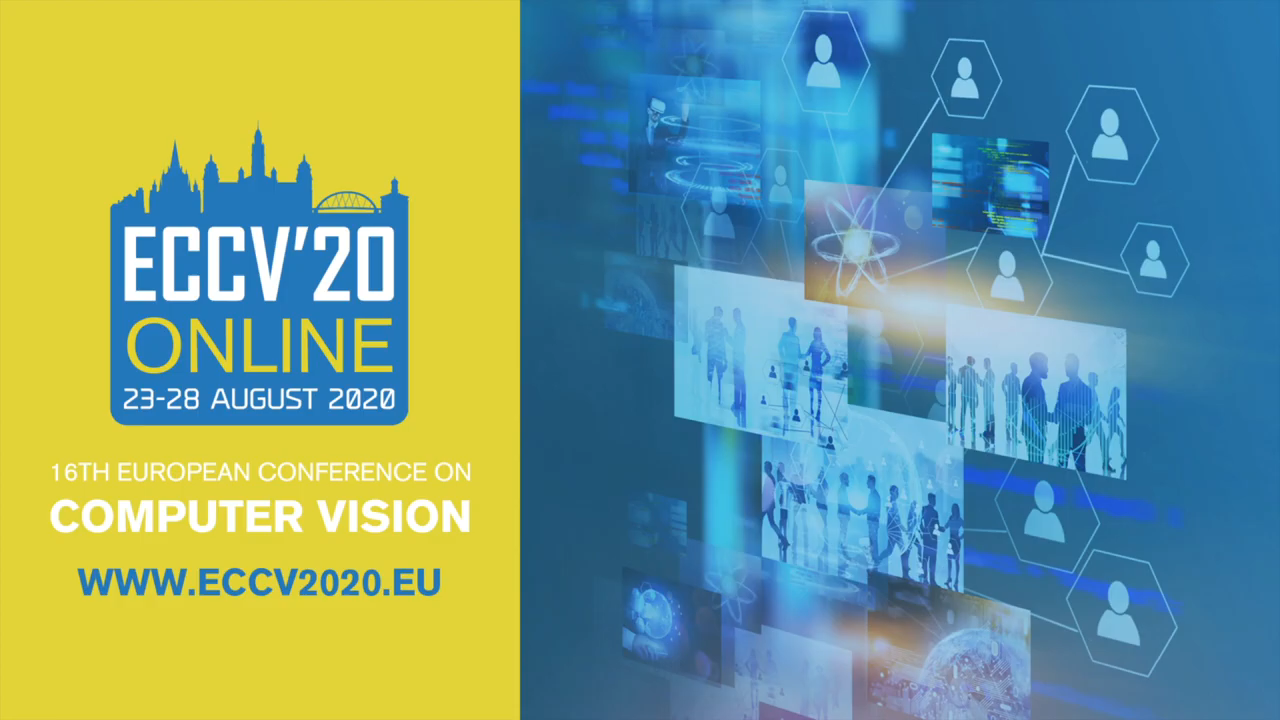 ECCV'20
ONLINE
23-28 AUGUST 2020
16TH EUROPEAN CONFERENCE ON
COMPUTER VISION
WWW.ECCV2020.EU